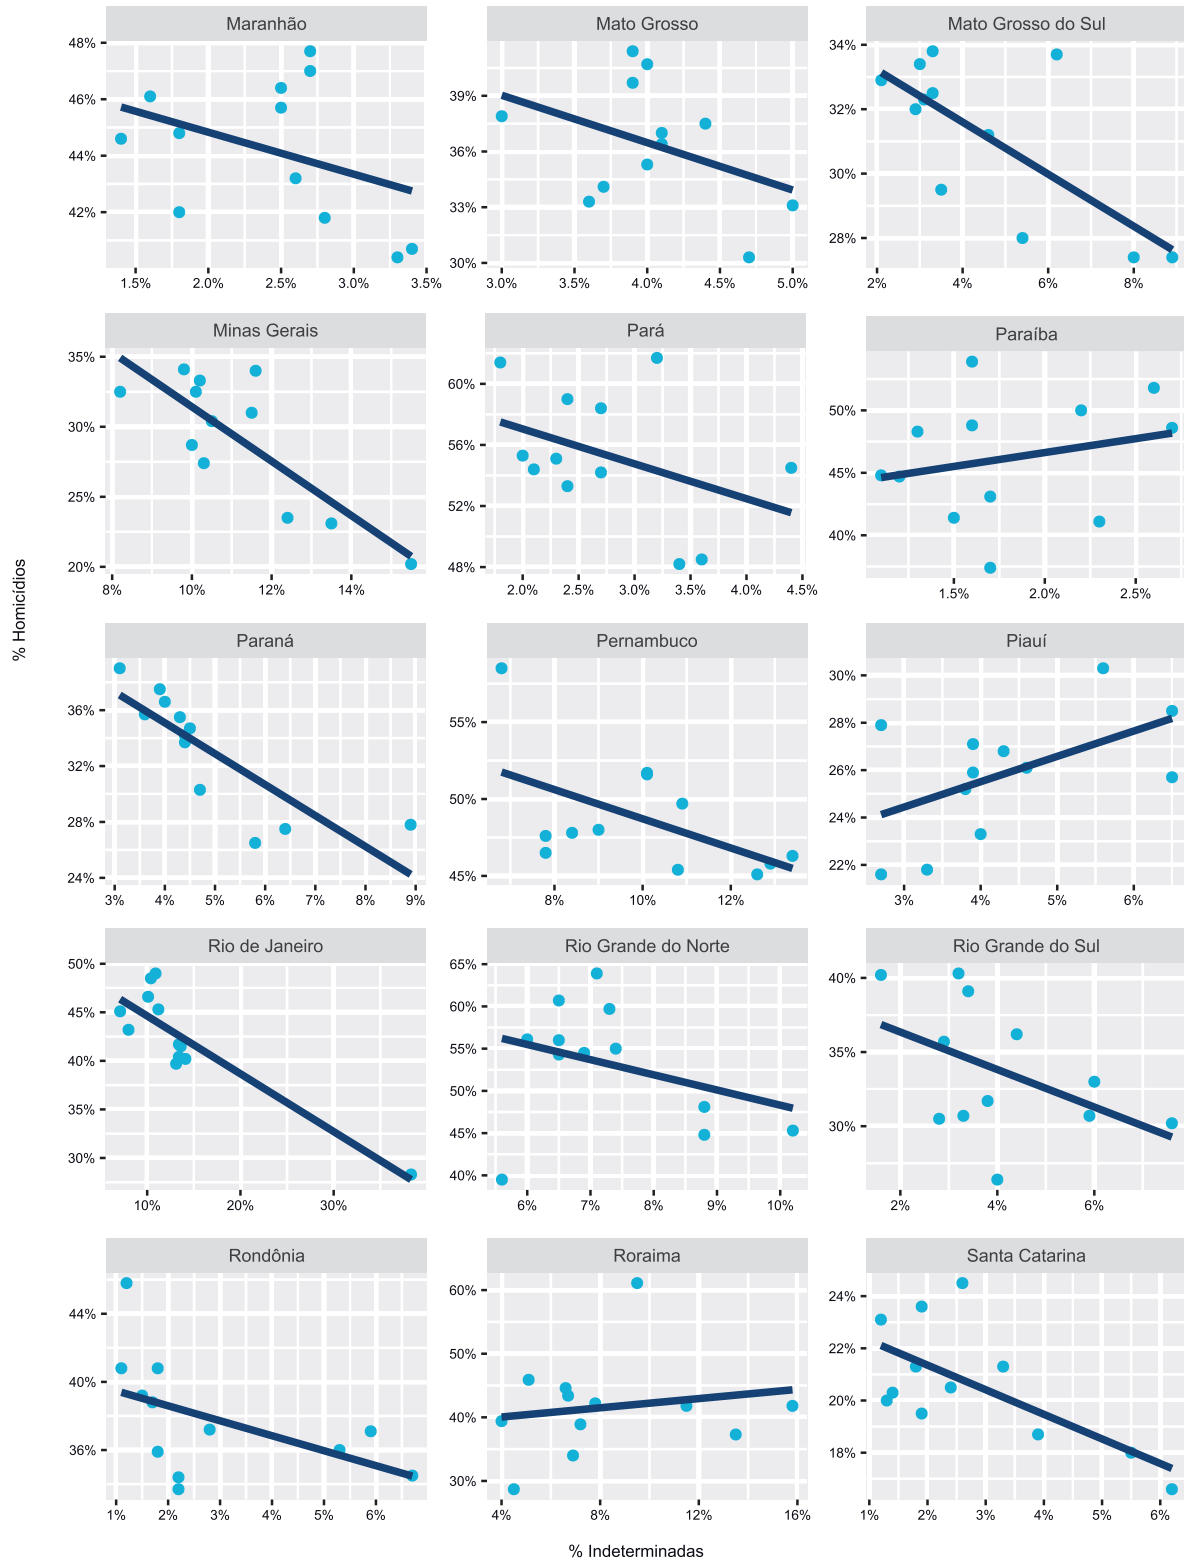 Maranhão
Mato Grosso
Mato Grosso do Sul
48%
46%
44%
42%
1.5% 2.0% 2.5% 3.0% 3.5%
39%
36%
33%
30%
3.0% 3.5% 4.0% 4.5% 5.0%
34%
32%
30%
28%
2% 4% 6% 8%
Minas Gerais
Pará
Paraíba
35%
30%
25%
20%
8% 10% 12% 14%
60%
56%
52%
48%
2.0% 2.5% 3.0% 3.5% 4.0% 4.5%
50%
45%
40%
1.5% 2.0% 2.5%
% Homicídios
Paraná
Pernambuco
Piauí
36%
32%
28%
24%
3% 4% 5% 6% 7% 8% 9%
55%
50%
45%
8% 10% 12%
30%
28%
26%
24%
22%
3% 4% 5% 6%
Rio de Janeiro
Rio Grande do Norte
Rio Grande do Sul
50%
45%
40%
35%
30%
10% 20% 30%
65%
60%
55%
50%
45%
40%
6% 7% 8% 9% 10%
40%
35%
30%
2% 4% 6%
Rondônia
Roraima
Santa Catarina
44%
40%
36%
1% 2% 3% 4% 5% 6%
60%
50%
40%
30%
4% 8% 12% 16%
24%
22%
20%
18%
1% 2% 3% 4% 5% 6%
% Indeterminadas